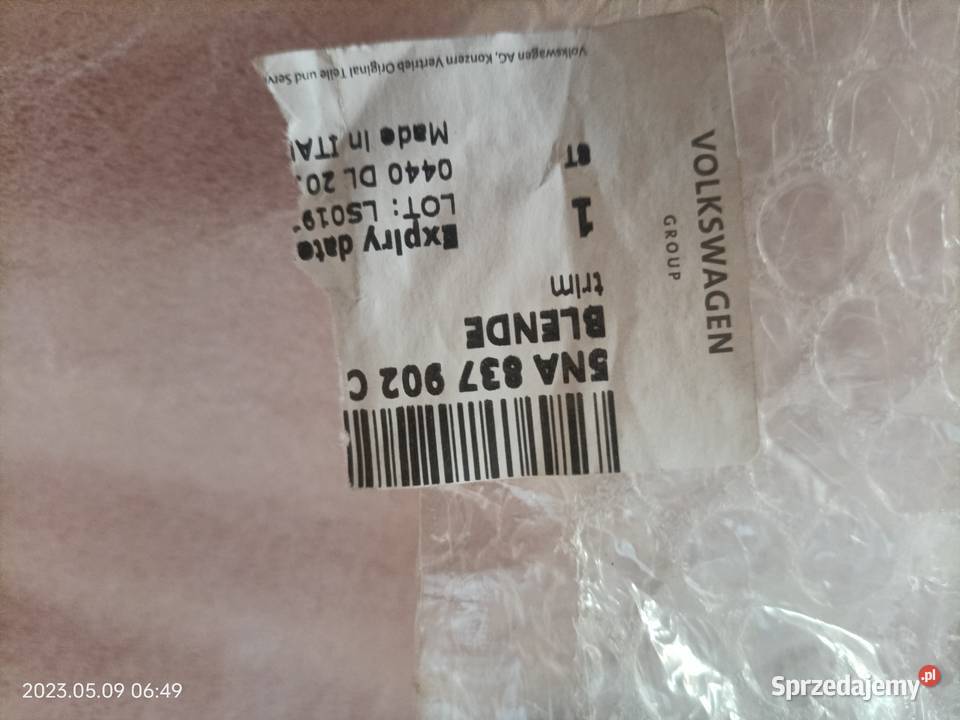 VOLKSWAGEN
GROUP
5NA 837 902 C
BLENDE
trim
1
ST
Expiry date
LOT: LS019
0440 DL 20.
Made in ITAL
Volkswagen AG, Konzern Vertrieb Original Teile und Serv
2023.05.09 06:49
Sprzedajemy.pl